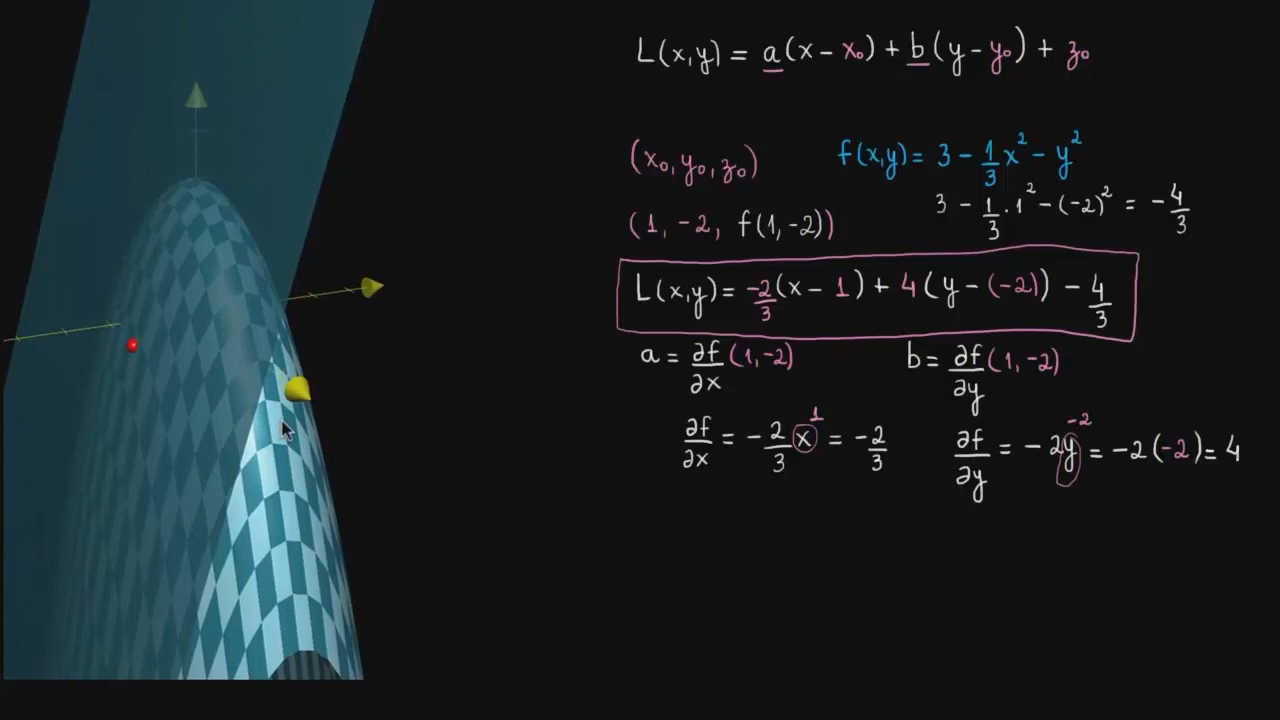 L(x,y) = a(x - x₀) + b(y - y₀) + z₀
(x₀, y₀, z₀) f(x,y) = 3 - 1/3 x² - y²
3 - 1/3 · 1² - (-2)² = -4/3
(1, -2, f(1,-2))
L(x,y) = -2/3 (x - 1) + 4(y - (-2)) - 4/3
a = ∂f/∂x (1,-2) b = ∂f/∂y (1,-2)
1 -2
∂f/∂x = -2/3 x = -2/3 ∂f/∂y = -2y = -2(-2) = 4